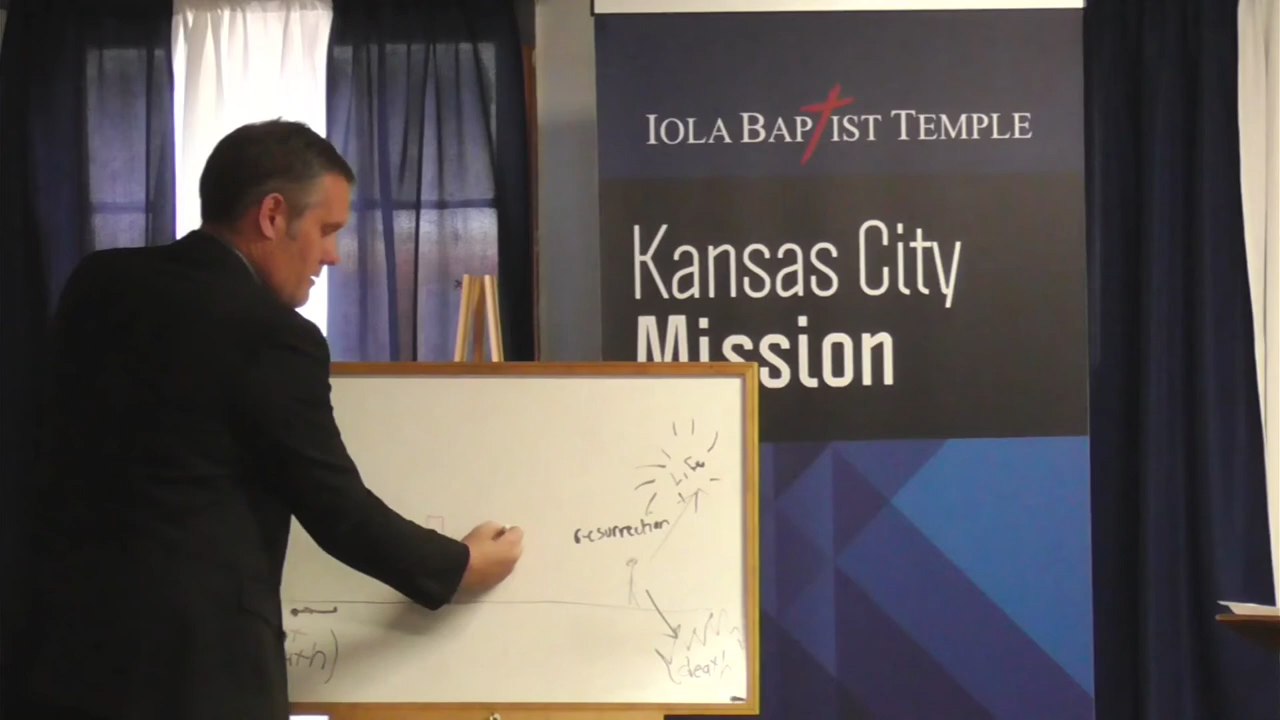 IOLA BAPTIST TEMPLE
Kansas City
Mission
Life
resurrection
(death